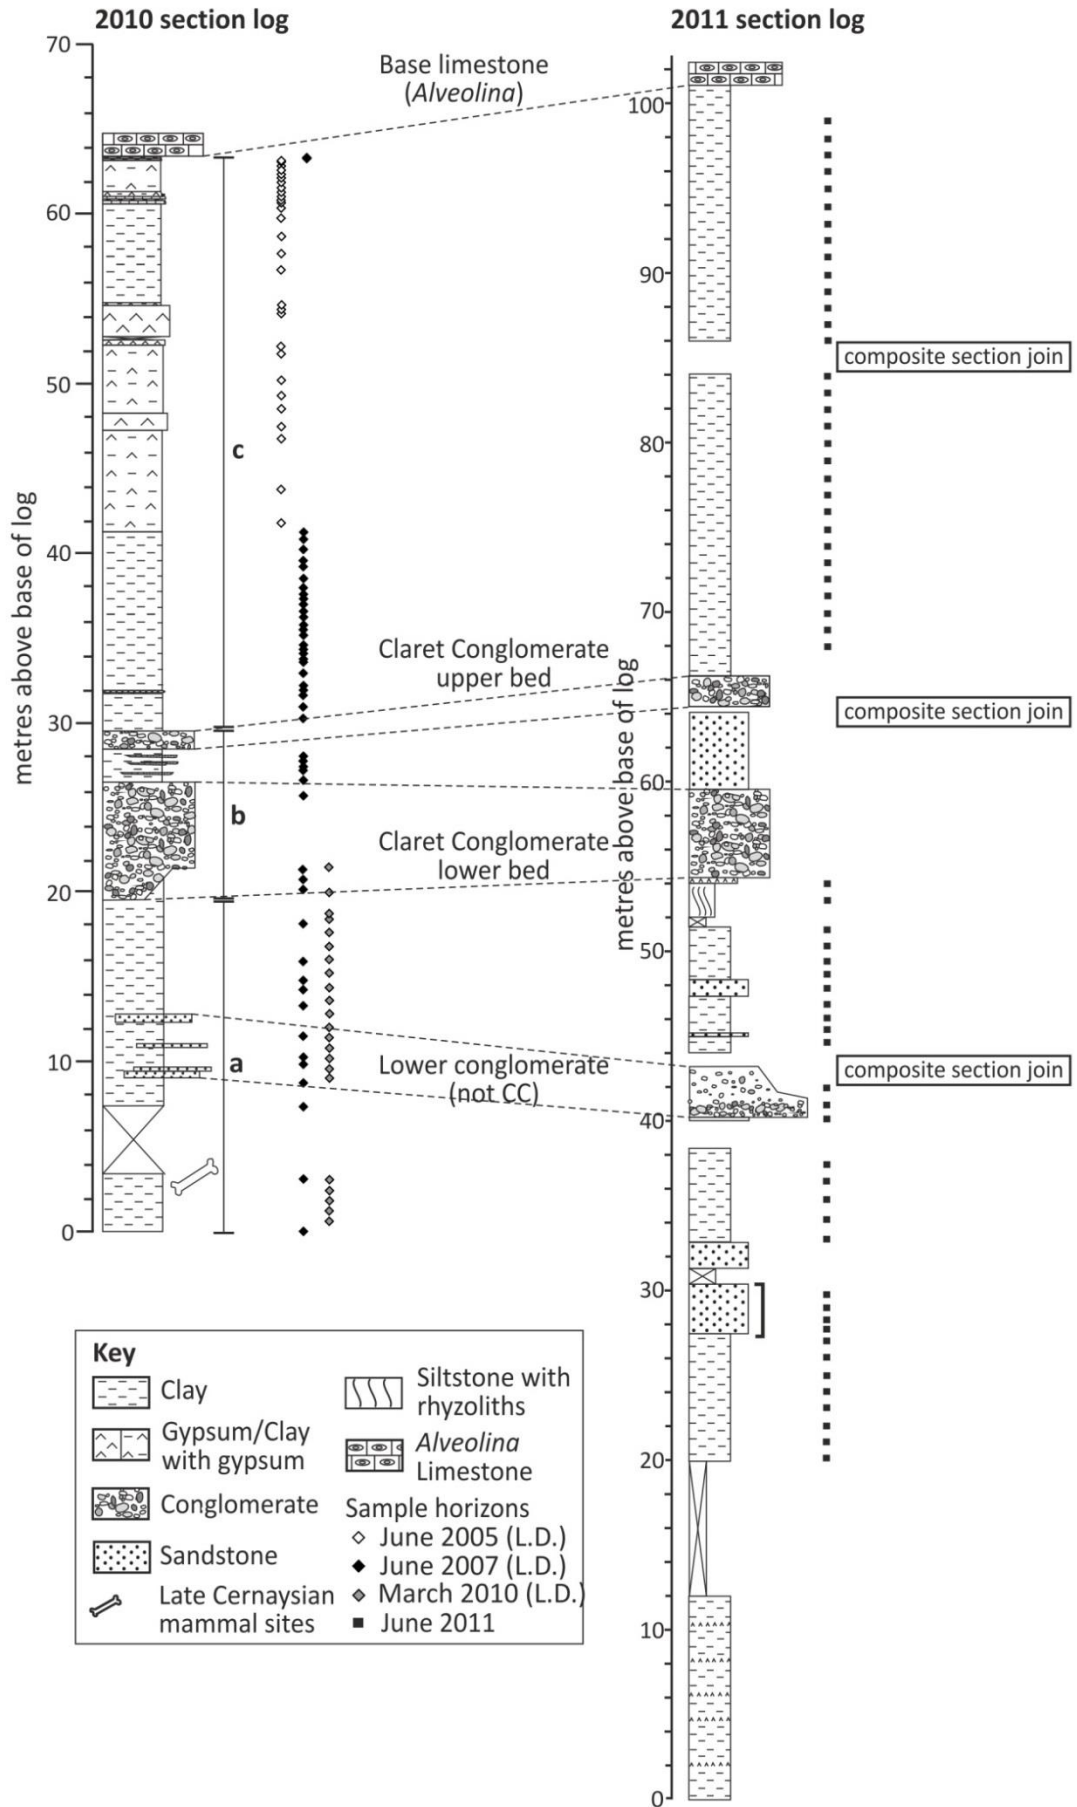 2010 section log
2011 section log
70
60
50
40
30
20
10
0
metres above base of log
c
b
a
Base limestone
(Alveolina)
Claret Conglomerate
upper bed
Claret Conglomerate
lower bed
Lower conglomerate
(not CC)
100
90
80
70
60
50
40
30
20
10
0
metres above base of log
composite section join
composite section join
composite section join
Key
Clay
Gypsum/Clay
with gypsum
Conglomerate
Sandstone
Late Cernaysian
mammal sites
Siltstone with
rhyzoliths
Alveolina
Limestone
Sample horizons
June 2005 (L.D.)
June 2007 (L.D.)
March 2010 (L.D.)
June 2011